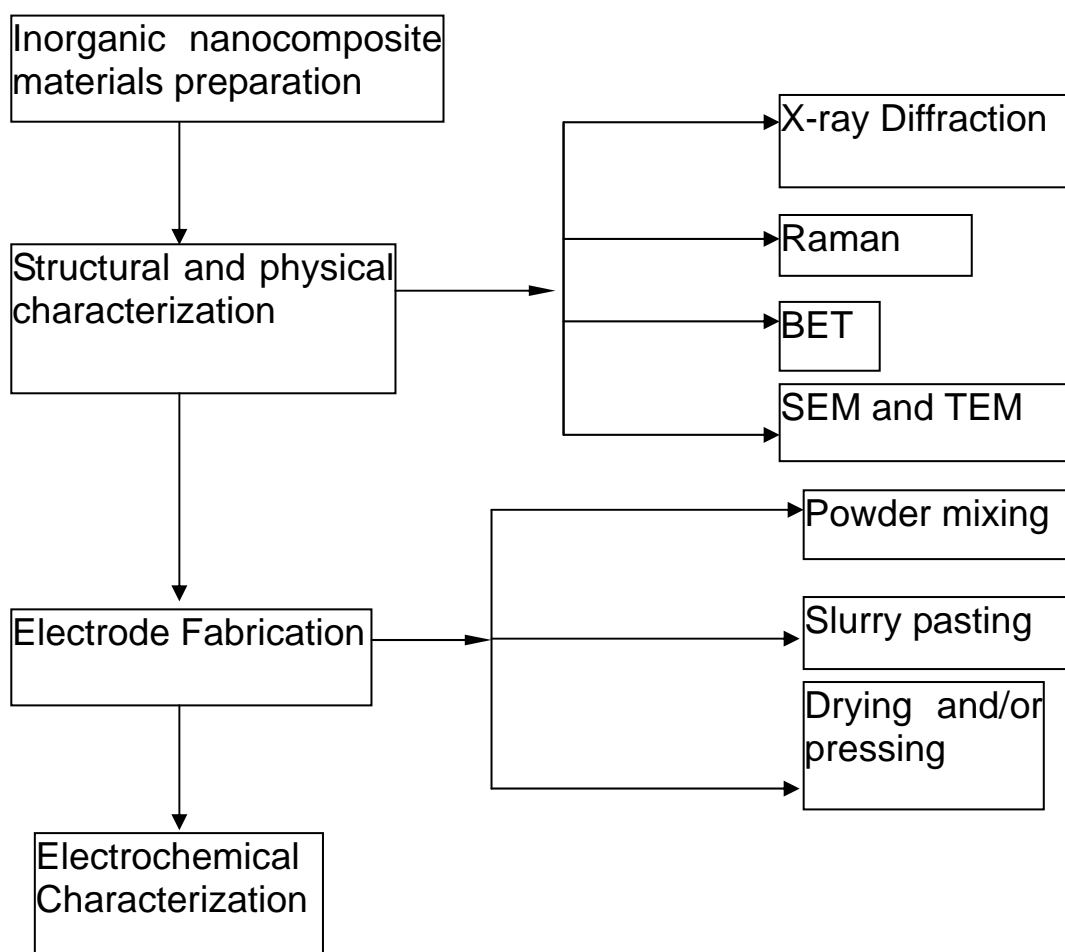 Inorganic nanocomposite
materials preparation
X-ray Diffraction
Raman
Structural and physical
characterization
BET
SEM and TEM
Powder mixing
Electrode Fabrication
Slurry pasting
Drying and/or
pressing
Electrochemical
Characterization